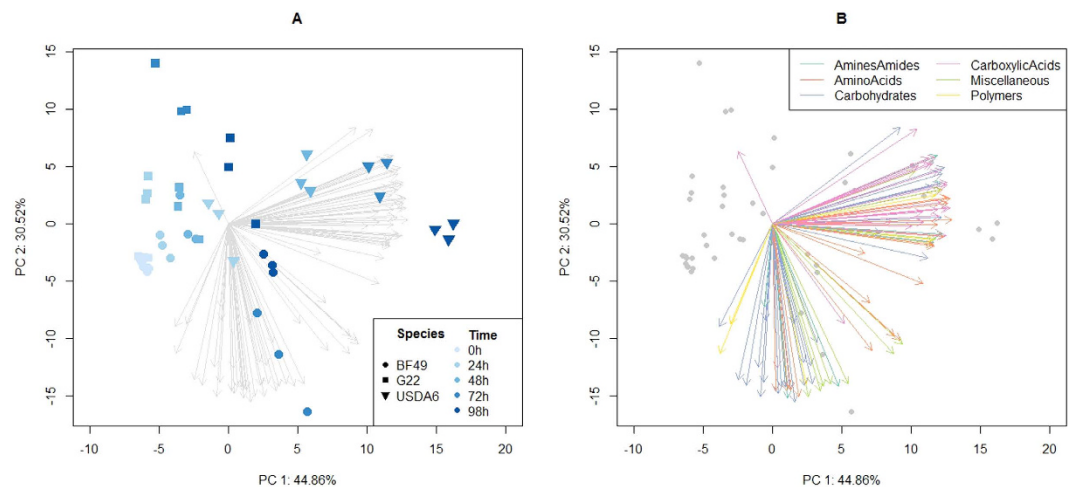 A
PC 2: 30.52%
15
10
5
0
-5
-10
-15
Species
BF49
G22
USDA6
Time
0h
24h
48h
72h
98h
-10 -5 0 5 10 15 20
PC 1: 44.86%
B
PC 2: 30.52%
15
10
5
0
-5
-10
-15
AminesAmides
AminoAcids
Carbohydrates
CarboxylicAcids
Miscellaneous
Polymers
-10 -5 0 5 10 15 20
PC 1: 44.86%